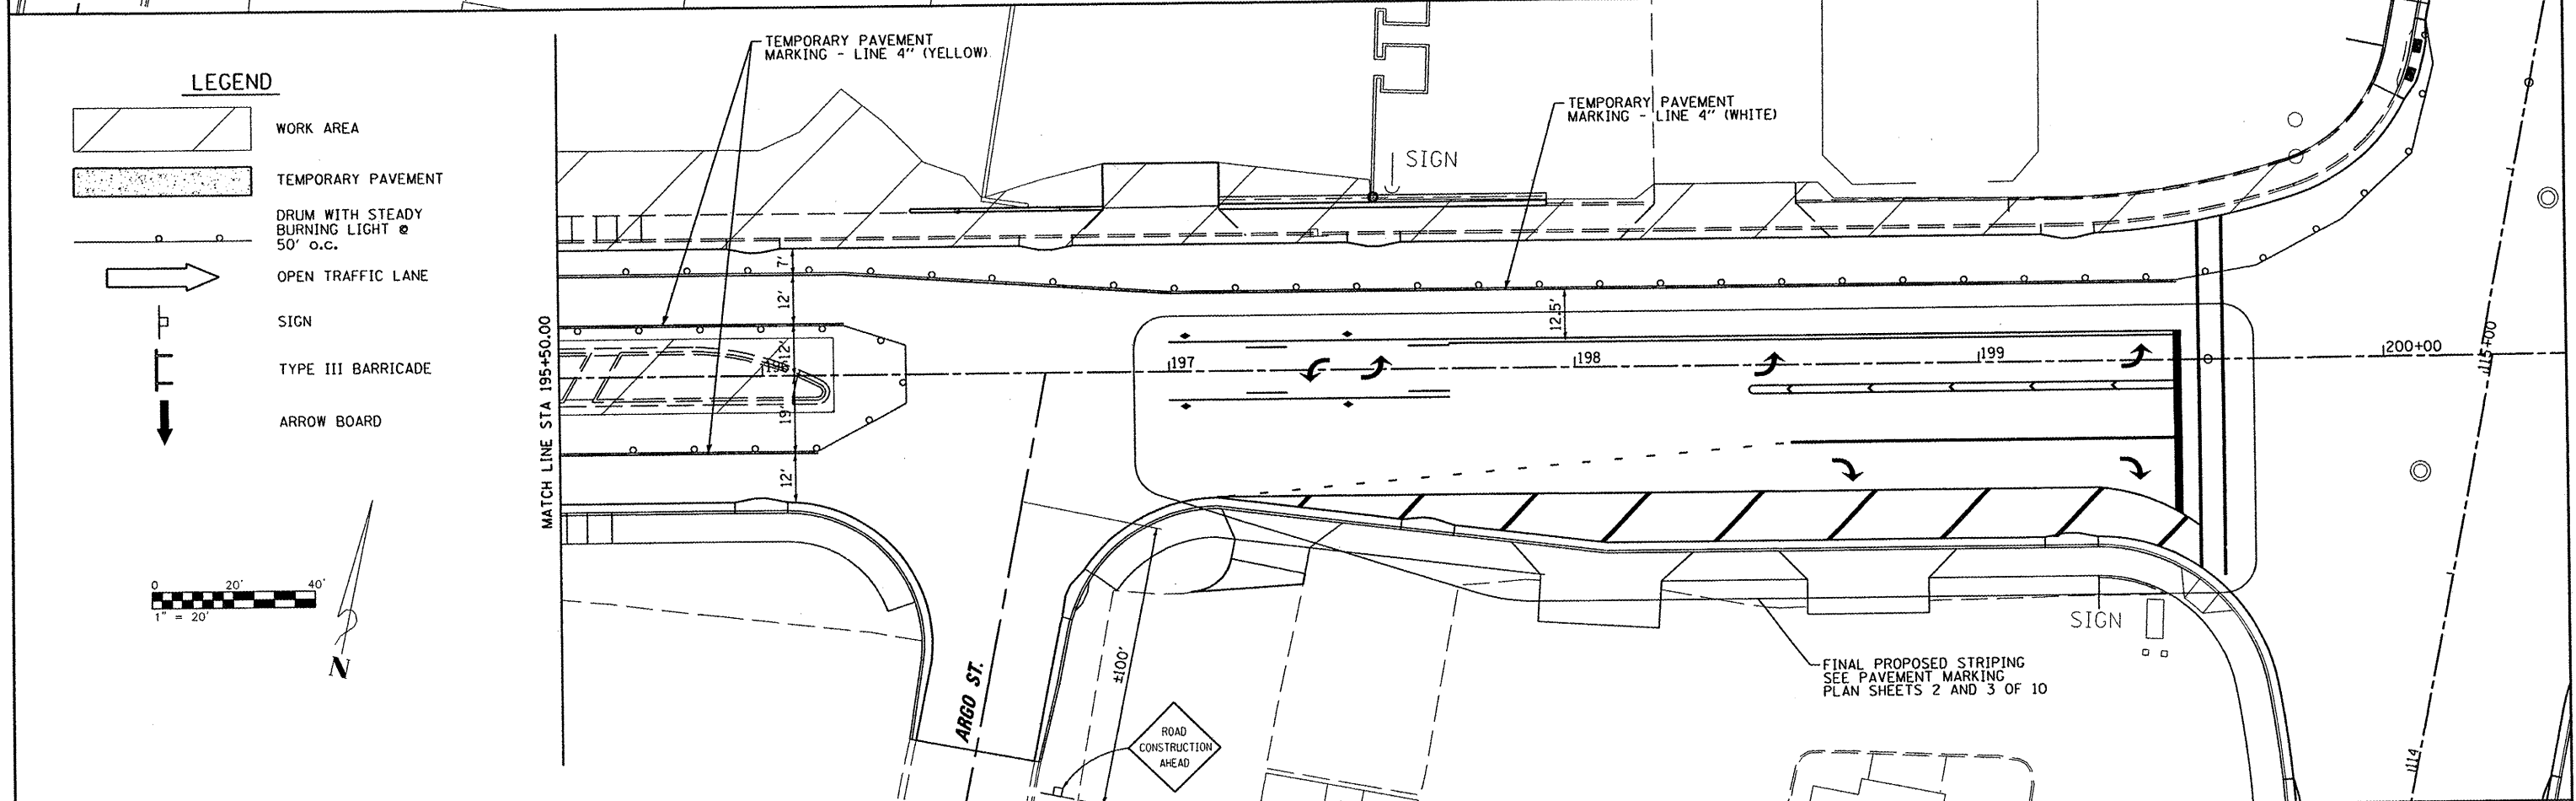 LEGEND
WORK AREA
TEMPORARY PAVEMENT
DRUM WITH STEADY
BURNING LIGHT @
50' o.c.
OPEN TRAFFIC LANE
SIGN
TYPE III BARRICADE
ARROW BOARD
0 20' 40'
1" = 20'
N
MATCH LINE STA 195+50.00
TEMPORARY PAVEMENT
MARKING - LINE 4" (YELLOW)
TEMPORARY PAVEMENT
MARKING - LINE 4" (WHITE)
SIGN
7'
12'
12'
19'
12'
12.5'
197
198
199
200+00
115+00
114
ARGO ST.
±100'
ROAD
CONSTRUCTION
AHEAD
SIGN
FINAL PROPOSED STRIPING
SEE PAVEMENT MARKING
PLAN SHEETS 2 AND 3 OF 10